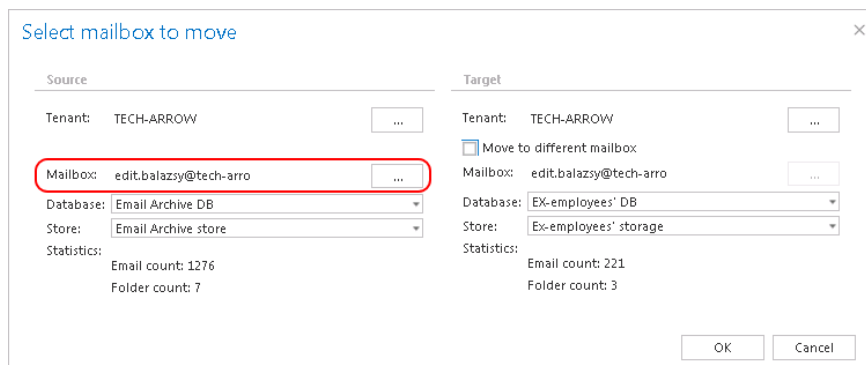 Select mailbox to move
Source
Tenant: TECH-ARROW ...
Mailbox: edit.balazsy@tech-arro ...
Database: Email Archive DB
Store: Email Archive store
Statistics:
Email count: 1276
Folder count: 7
Target
Tenant: TECH-ARROW ...
Move to different mailbox
Mailbox: edit.balazsy@tech-arro ...
Database: EX-employees' DB
Store: Ex-employees' storage
Statistics:
Email count: 221
Folder count: 3
OK Cancel